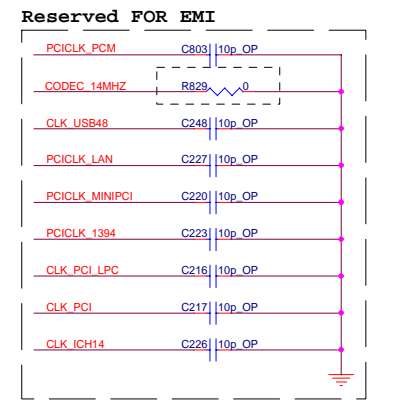 Reserved FOR EMI
PCICLK_PCM C803 10p_OP
CODEC_14MHZ R829 0
CLK_USB48 C248 10p_OP
PCICLK_LAN C227 10p_OP
PCICLK_MINIPCI C220 10p_OP
PCICLK_1394 C223 10p_OP
CLK_PCI_LPC C216 10p_OP
CLK_PCI C217 10p_OP
CLK_ICH14 C226 10p_OP